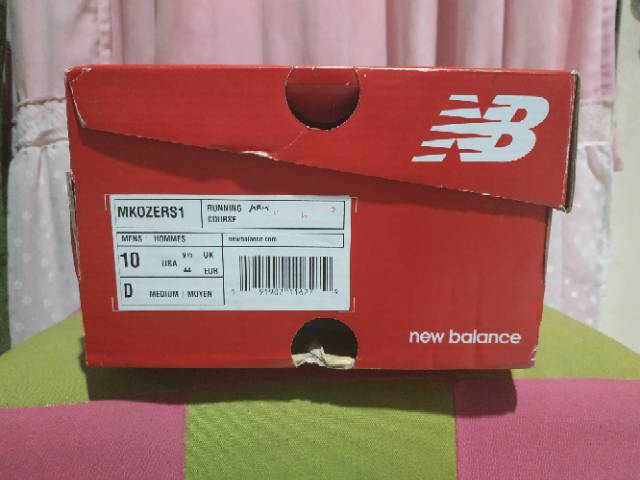 NB
MKOZERS1
RUNNING
COURSE
MENS HOMMES
newbalance.com
10 USA 9½ UK
44 EUR
D MEDIUM | MOYEN
new balance